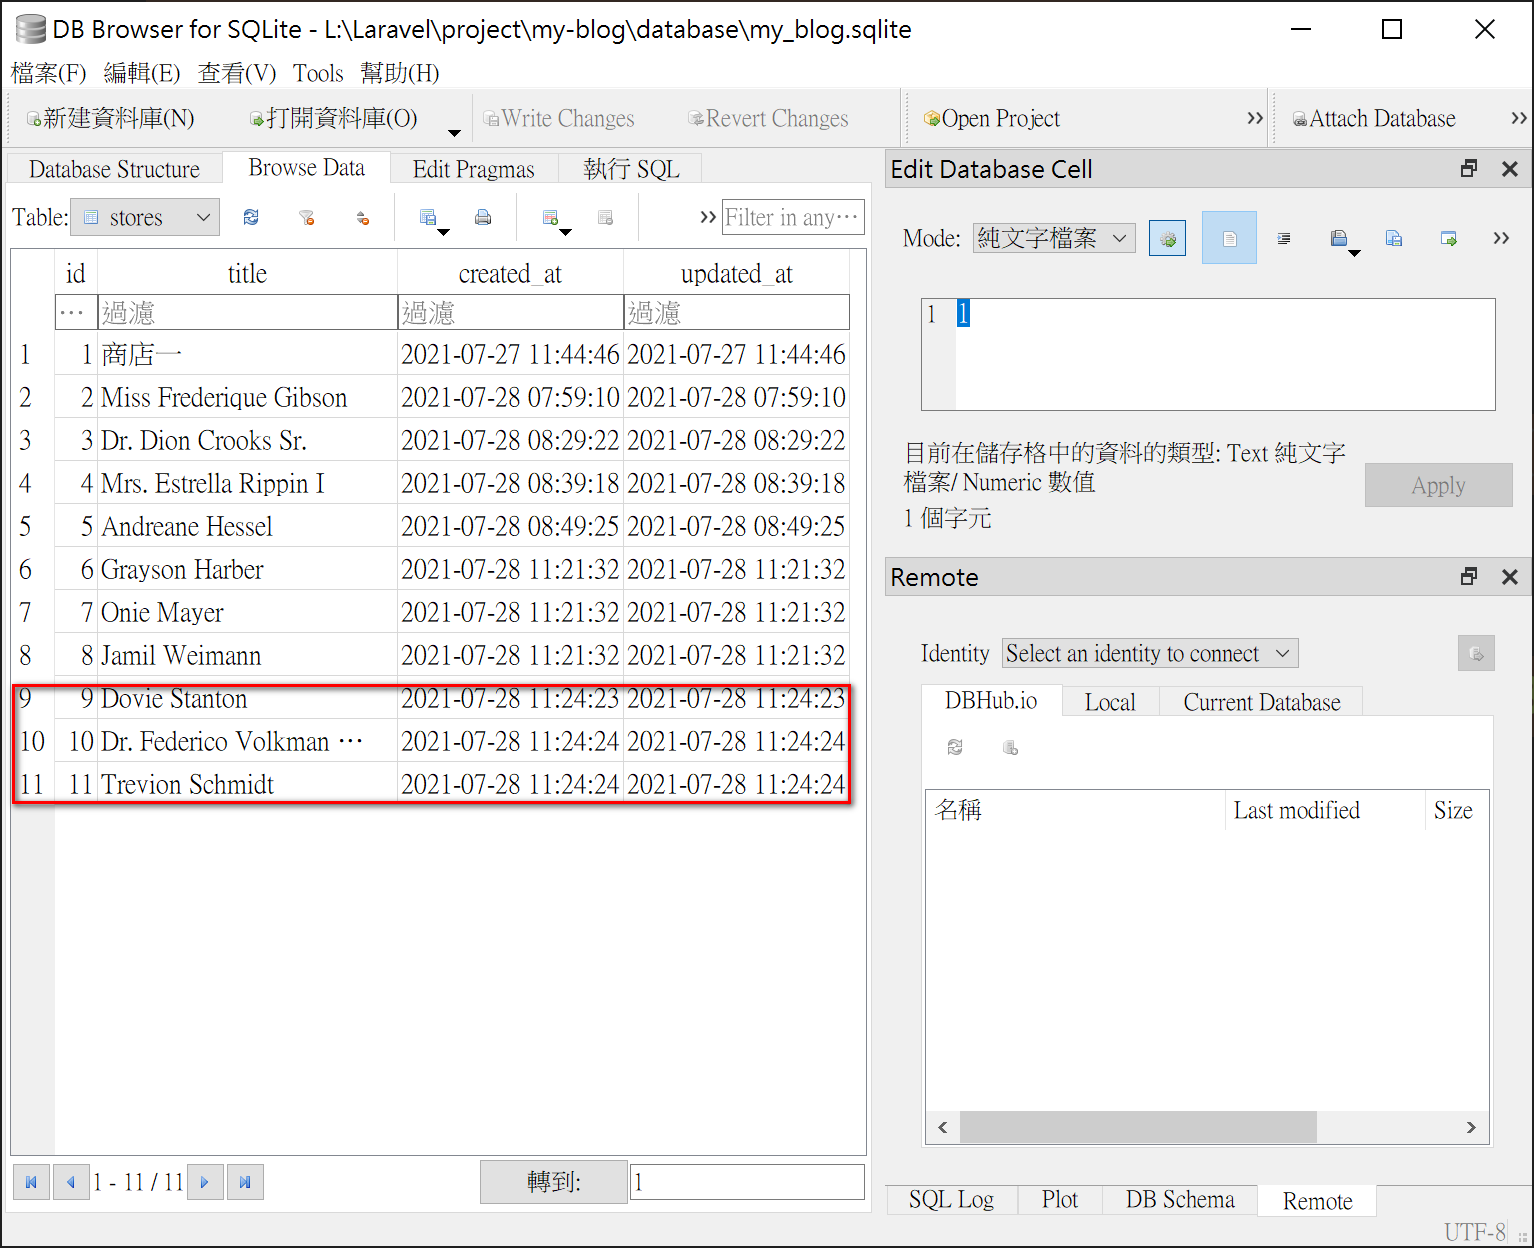 DB Browser for SQLite - L:\Laravel\project\my-blog\database\my_blog.sqlite
檔案(F) 編輯(E) 查看(V) Tools 幫助(H)
新建資料庫(N) 打開資料庫(O) Write Changes Revert Changes Open Project Attach Database
Database Structure Browse Data Edit Pragmas 執行 SQL
Table: stores Filter in any···
id title created_at updated_at
··· 過濾 過濾 過濾
1 1 商店一 2021-07-27 11:44:46 2021-07-27 11:44:46
2 2 Miss Frederique Gibson 2021-07-28 07:59:10 2021-07-28 07:59:10
3 3 Dr. Dion Crooks Sr. 2021-07-28 08:29:22 2021-07-28 08:29:22
4 4 Mrs. Estrella Rippin I 2021-07-28 08:39:18 2021-07-28 08:39:18
5 5 Andreane Hessel 2021-07-28 08:49:25 2021-07-28 08:49:25
6 6 Grayson Harber 2021-07-28 11:21:32 2021-07-28 11:21:32
7 7 Onie Mayer 2021-07-28 11:21:32 2021-07-28 11:21:32
8 8 Jamil Weimann 2021-07-28 11:21:32 2021-07-28 11:21:32
9 9 Dovie Stanton 2021-07-28 11:24:23 2021-07-28 11:24:23
10 10 Dr. Federico Volkman ··· 2021-07-28 11:24:24 2021-07-28 11:24:24
11 11 Trevion Schmidt 2021-07-28 11:24:24 2021-07-28 11:24:24
1 - 11 / 11 轉到: 1
Edit Database Cell
Mode: 純文字檔案
1 1
目前在儲存格中的資料的類型: Text 純文字
檔案/ Numeric 數值
1 個字元
Apply
Remote
Identity Select an identity to connect
DBHub.io Local Current Database
名稱 Last modified Size
SQL Log Plot DB Schema Remote
UTF-8